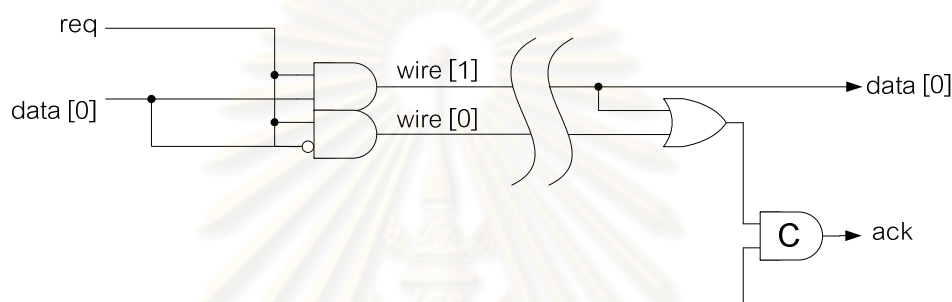 req
data [0]
wire [1]
wire [0]
data [0]
C
ack